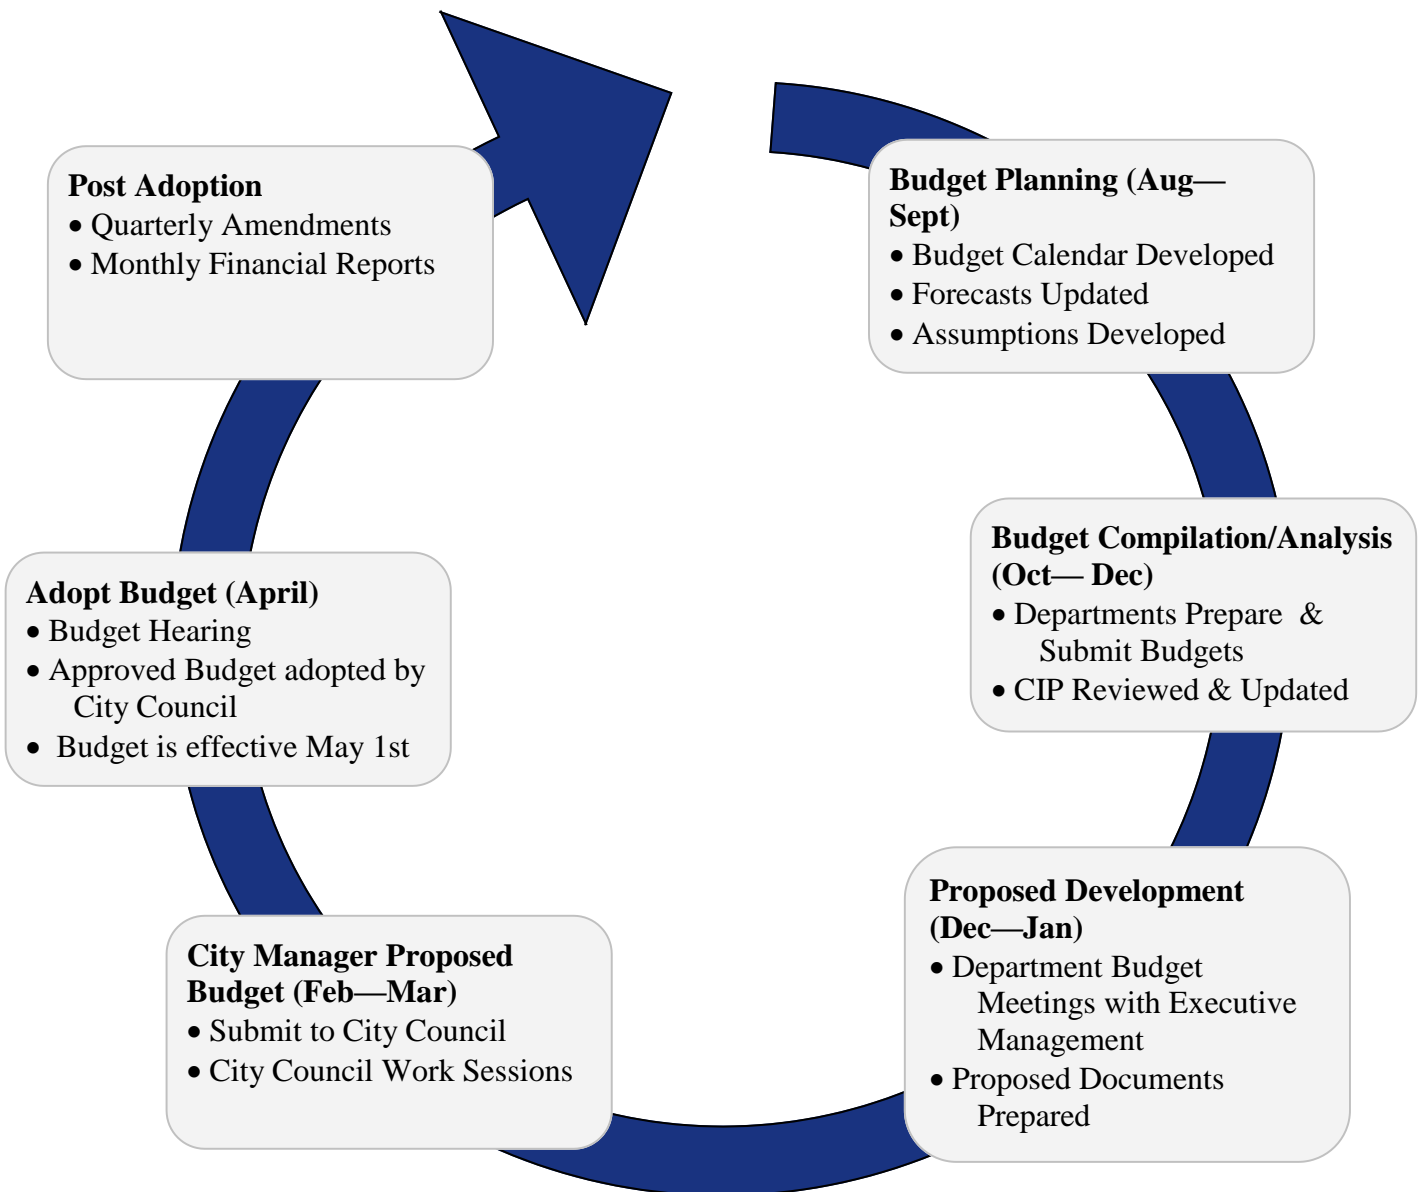 Post Adoption
• Quarterly Amendments
• Monthly Financial Reports
Budget Planning (Aug—
Sept)
• Budget Calendar Developed
• Forecasts Updated
• Assumptions Developed
Budget Compilation/Analysis
(Oct— Dec)
• Departments Prepare  &
Submit Budgets
• CIP Reviewed & Updated
Proposed Development
(Dec—Jan)
• Department Budget
Meetings with Executive
Management
• Proposed Documents
Prepared
City Manager Proposed
Budget (Feb—Mar)
• Submit to City Council
• City Council Work Sessions
Adopt Budget (April)
• Budget Hearing
• Approved Budget adopted by
City Council
•  Budget is effective May 1st